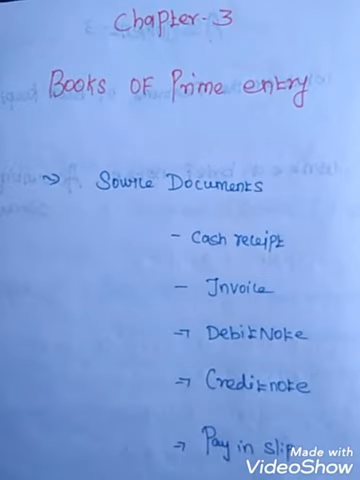 Chapter-3
Books of Prime entry
~> Source Documents
- Cash receipt
- Invoice
→ Debit Note
→ Credit note
→ Pay in slip
Made with
VideoShow